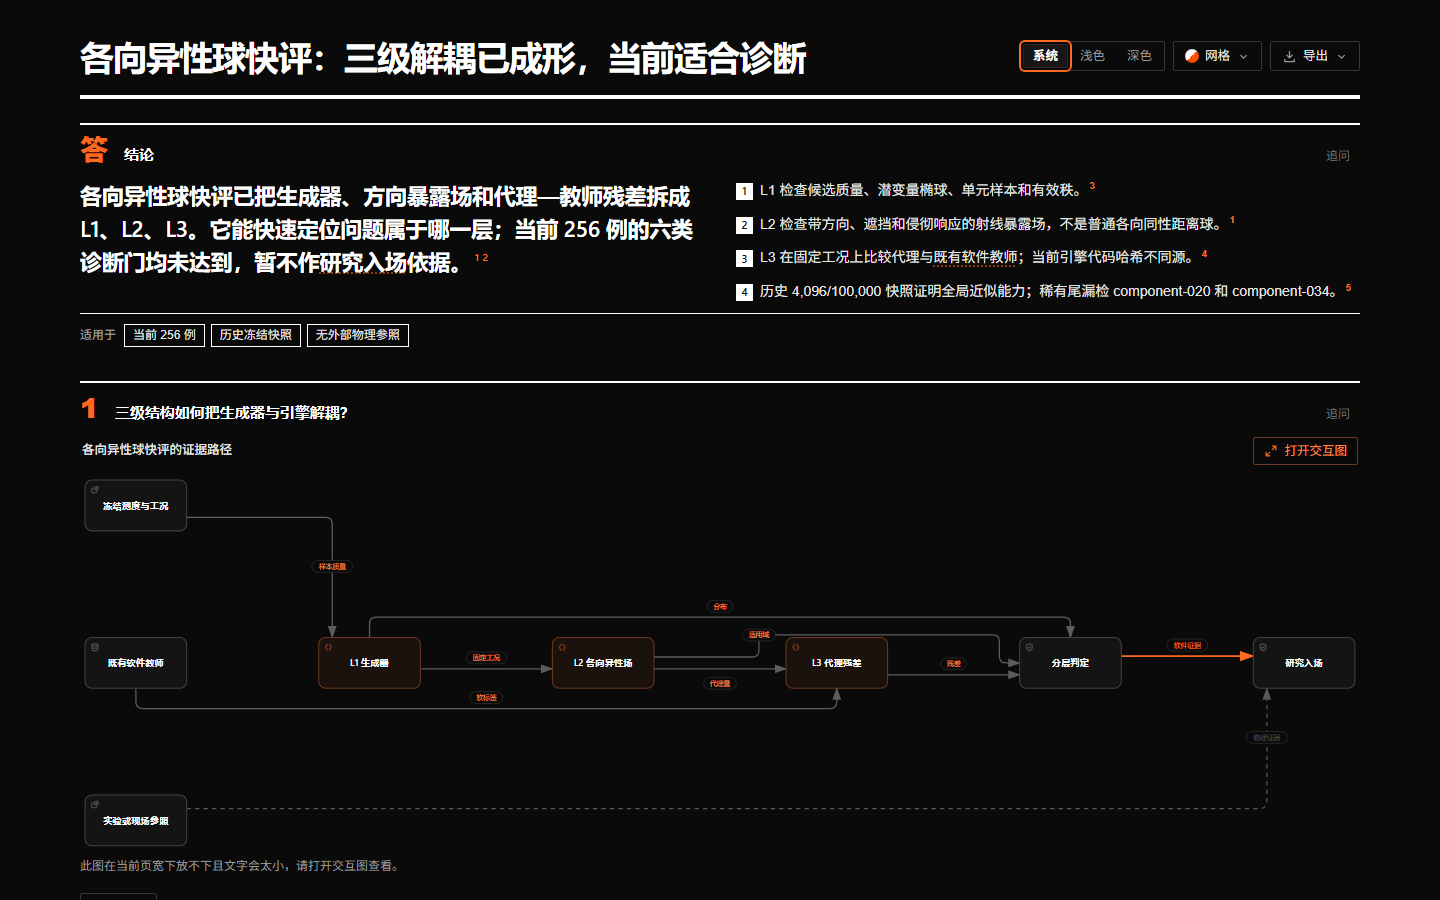 各向异性球快评：三级解耦已成形，当前适合诊断
系统 浅色 深色 网格 导出
答 结论 追问
各向异性球快评已把生成器、方向暴露场和代理—教师残差拆成
L1、L2、L3。它能快速定位问题属于哪一层；当前 256 例的六类
诊断门均未达到，暂不作研究入场依据。 1 2
1 L1 检查候选质量、潜变量椭球、单元样本和有效秩。 3
2 L2 检查带方向、遮挡和侵彻响应的射线暴露场，不是普通各向同性距离球。 1
3 L3 在固定工况上比较代理与既有软件教师；当前引擎代码哈希不同源。 4
4 历史 4,096/100,000 快照证明全局近似能力；稀有尾漏检 component-020 和 component-034。 5
适用于 当前 256 例 历史冻结快照 无外部物理参照
1 三级结构如何把生成器与引擎解耦？ 追问
各向异性球快评的证据路径
打开交互图
冻结测度与工况
样本质量
分布
适用域
既有软件教师
L1 生成器
固定工况
L2 各向异性场
代理量
L3 代理残差
残差
分层判定
软件证据
研究入场
软标签
物理证据
实验或现场参照
此图在当前页宽下放不下且文字会太小，请打开交互图查看。